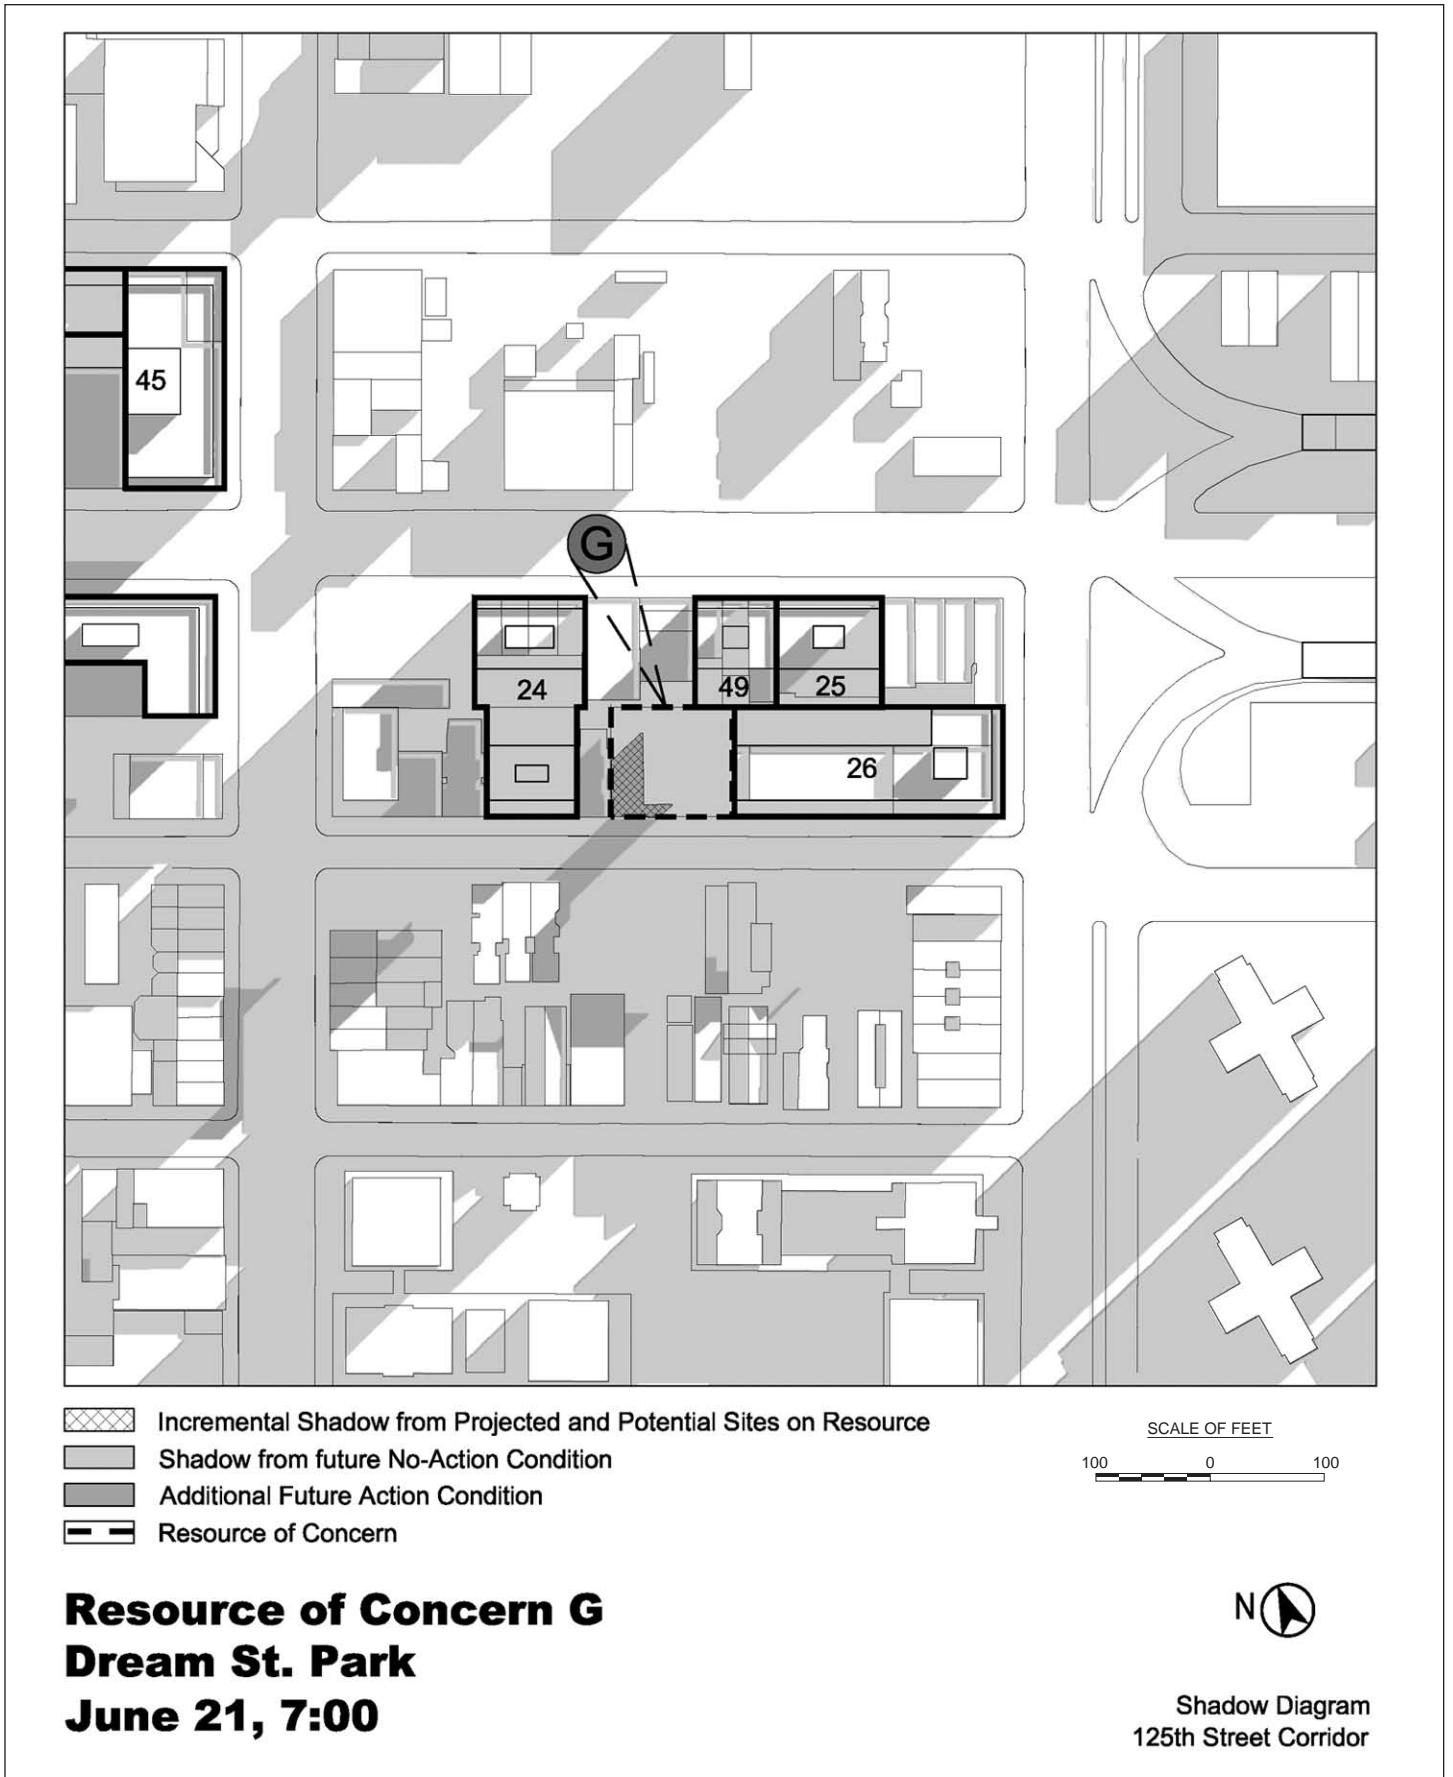 45
G
24
49
25
26
Incremental Shadow from Projected and Potential Sites on Resource
Shadow from future No-Action Condition
Additional Future Action Condition
Resource of Concern
SCALE OF FEET
100 0 100
Resource of Concern G
Dream St. Park
June 21, 7:00
N
Shadow Diagram
125th Street Corridor